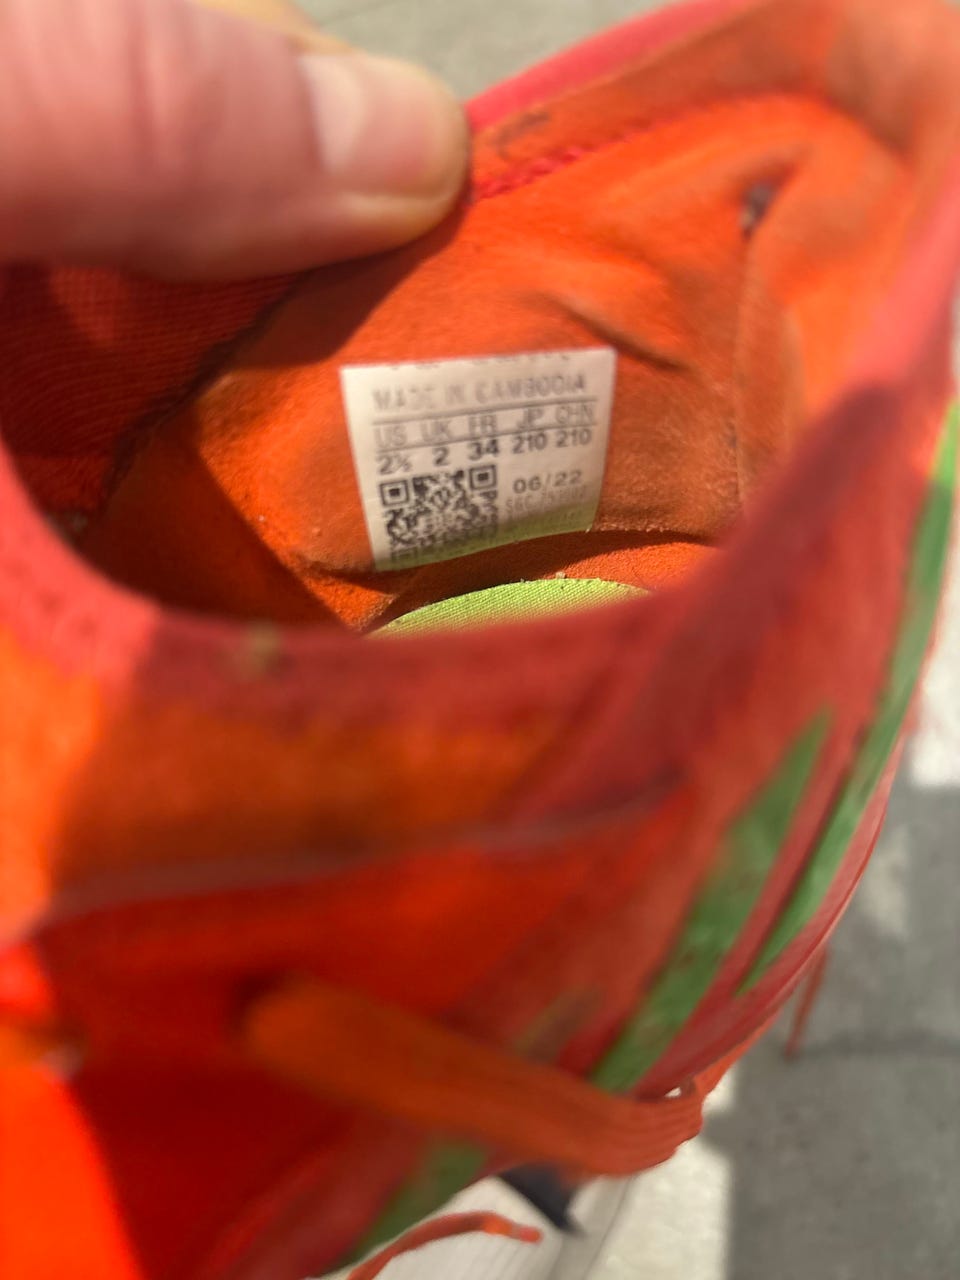 MADE IN CAMBODIA
US UK FR JP CHN
2½ 2 34 210 210
06/22